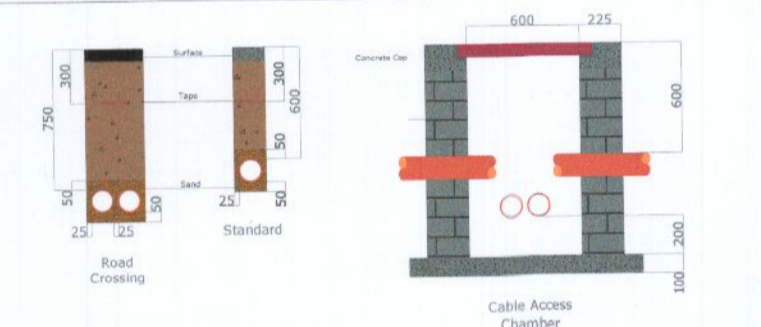 600
225
Surface
Concrete Cap
300
300
600
Tape
600
750
50
Sand
50
50
25
50
25
25
Standard
200
Road
Crossing
100
Cable Access
Chamber